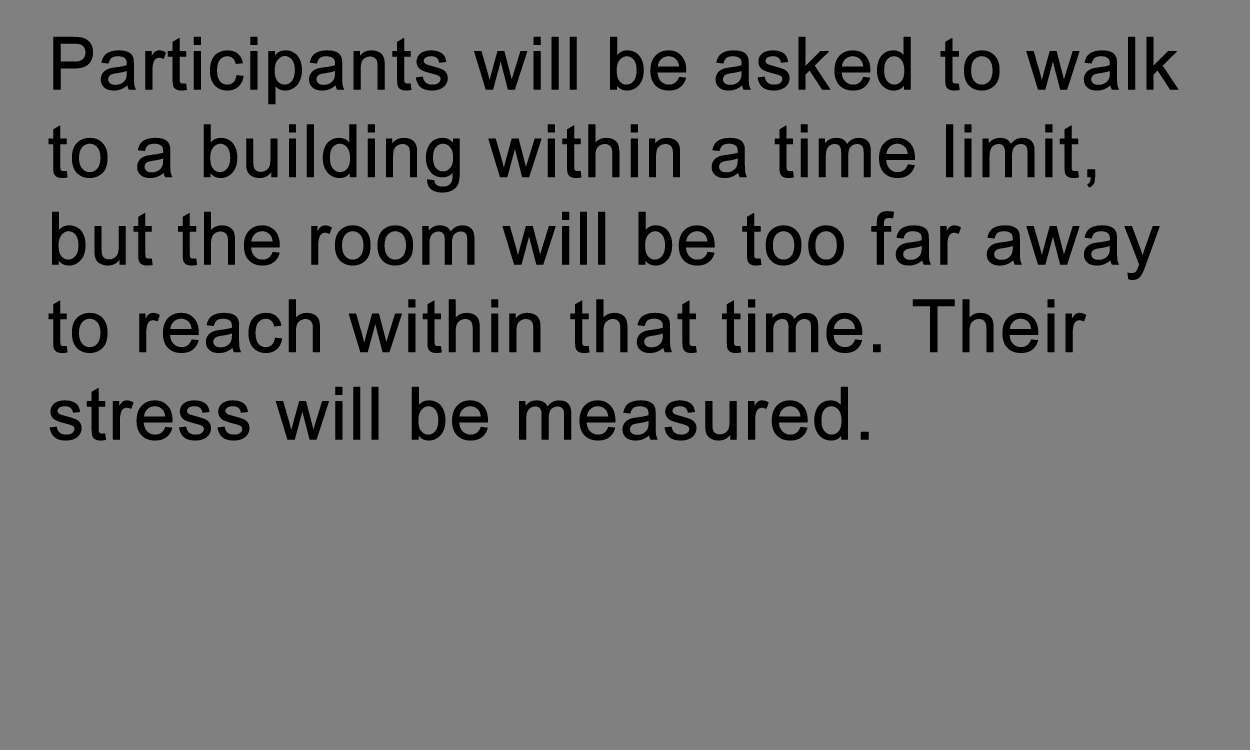 Participants will be asked to walk
to a building within a time limit,
but the room will be too far away
to reach within that time. Their
stress will be measured.